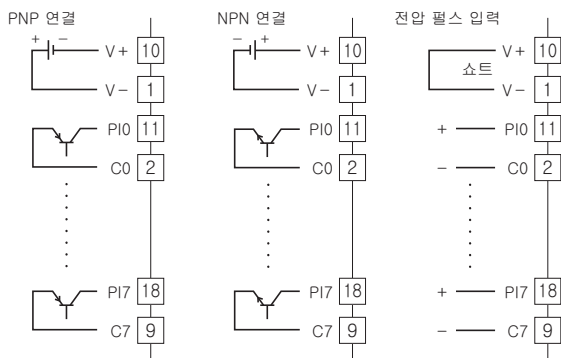 PNP 연결
+ −
V+ 10
V− 1
PI0 11
C0 2
PI7 18
C7 9
NPN 연결
− +
V+ 10
V− 1
PI0 11
C0 2
PI7 18
C7 9
전압 펄스 입력
V+ 10
쇼트
V− 1
+ PI0 11
− C0 2
+ PI7 18
− C7 9